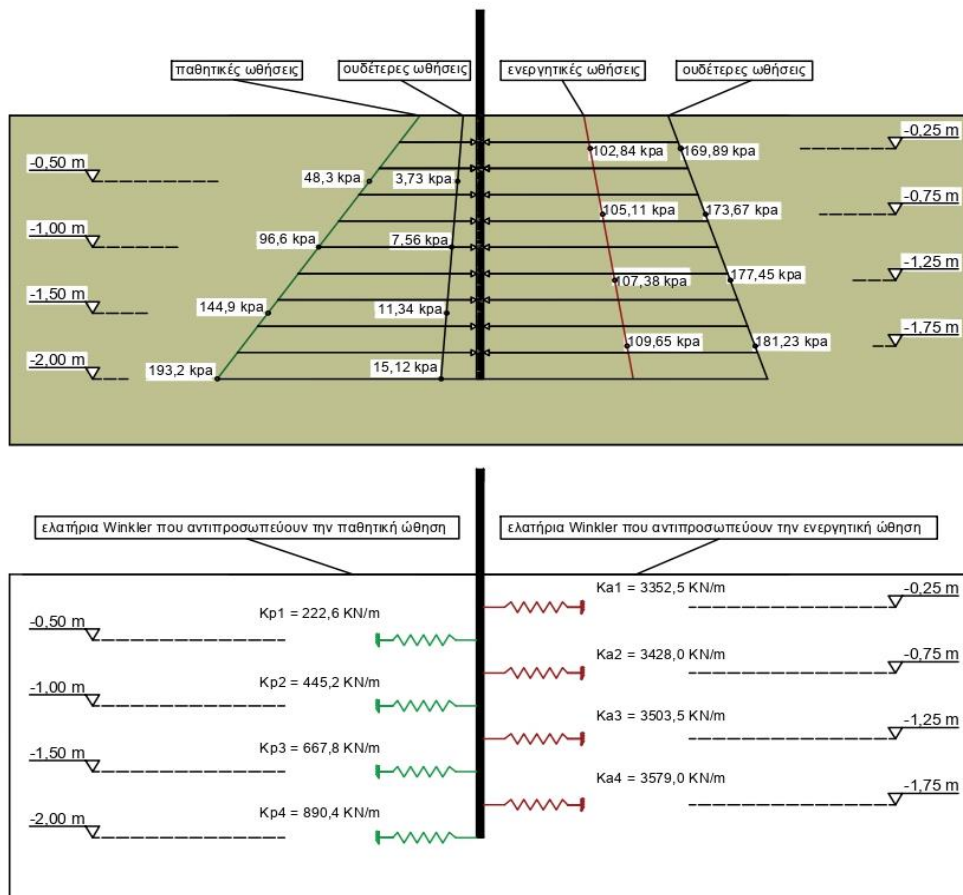 παθητικές ωθήσεις
ουδέτερες ωθήσεις
ενεργητικές ωθήσεις
ουδέτερες ωθήσεις
-0,25 m
102,84 kpa
169,89 kpa
-0,50 m
48,3 kpa
3,73 kpa
-0,75 m
105,11 kpa
173,67 kpa
-1,00 m
96,6 kpa
7,56 kpa
-1,25 m
107,38 kpa
177,45 kpa
-1,50 m
144,9 kpa
11,34 kpa
-1,75 m
109,65 kpa
181,23 kpa
-2,00 m
193,2 kpa
15,12 kpa
ελατήρια Winkler που αντιπροσωπεύουν την παθητική ώθηση
ελατήρια Winkler που αντιπροσωπεύουν την ενεργητική ώθηση
Ka1 = 3352,5 KN/m
-0,25 m
-0,50 m
Kp1 = 222,6 KN/m
Ka2 = 3428,0 KN/m
-0,75 m
-1,00 m
Kp2 = 445,2 KN/m
Ka3 = 3503,5 KN/m
-1,25 m
-1,50 m
Kp3 = 667,8 KN/m
Ka4 = 3579,0 KN/m
-1,75 m
-2,00 m
Kp4 = 890,4 KN/m